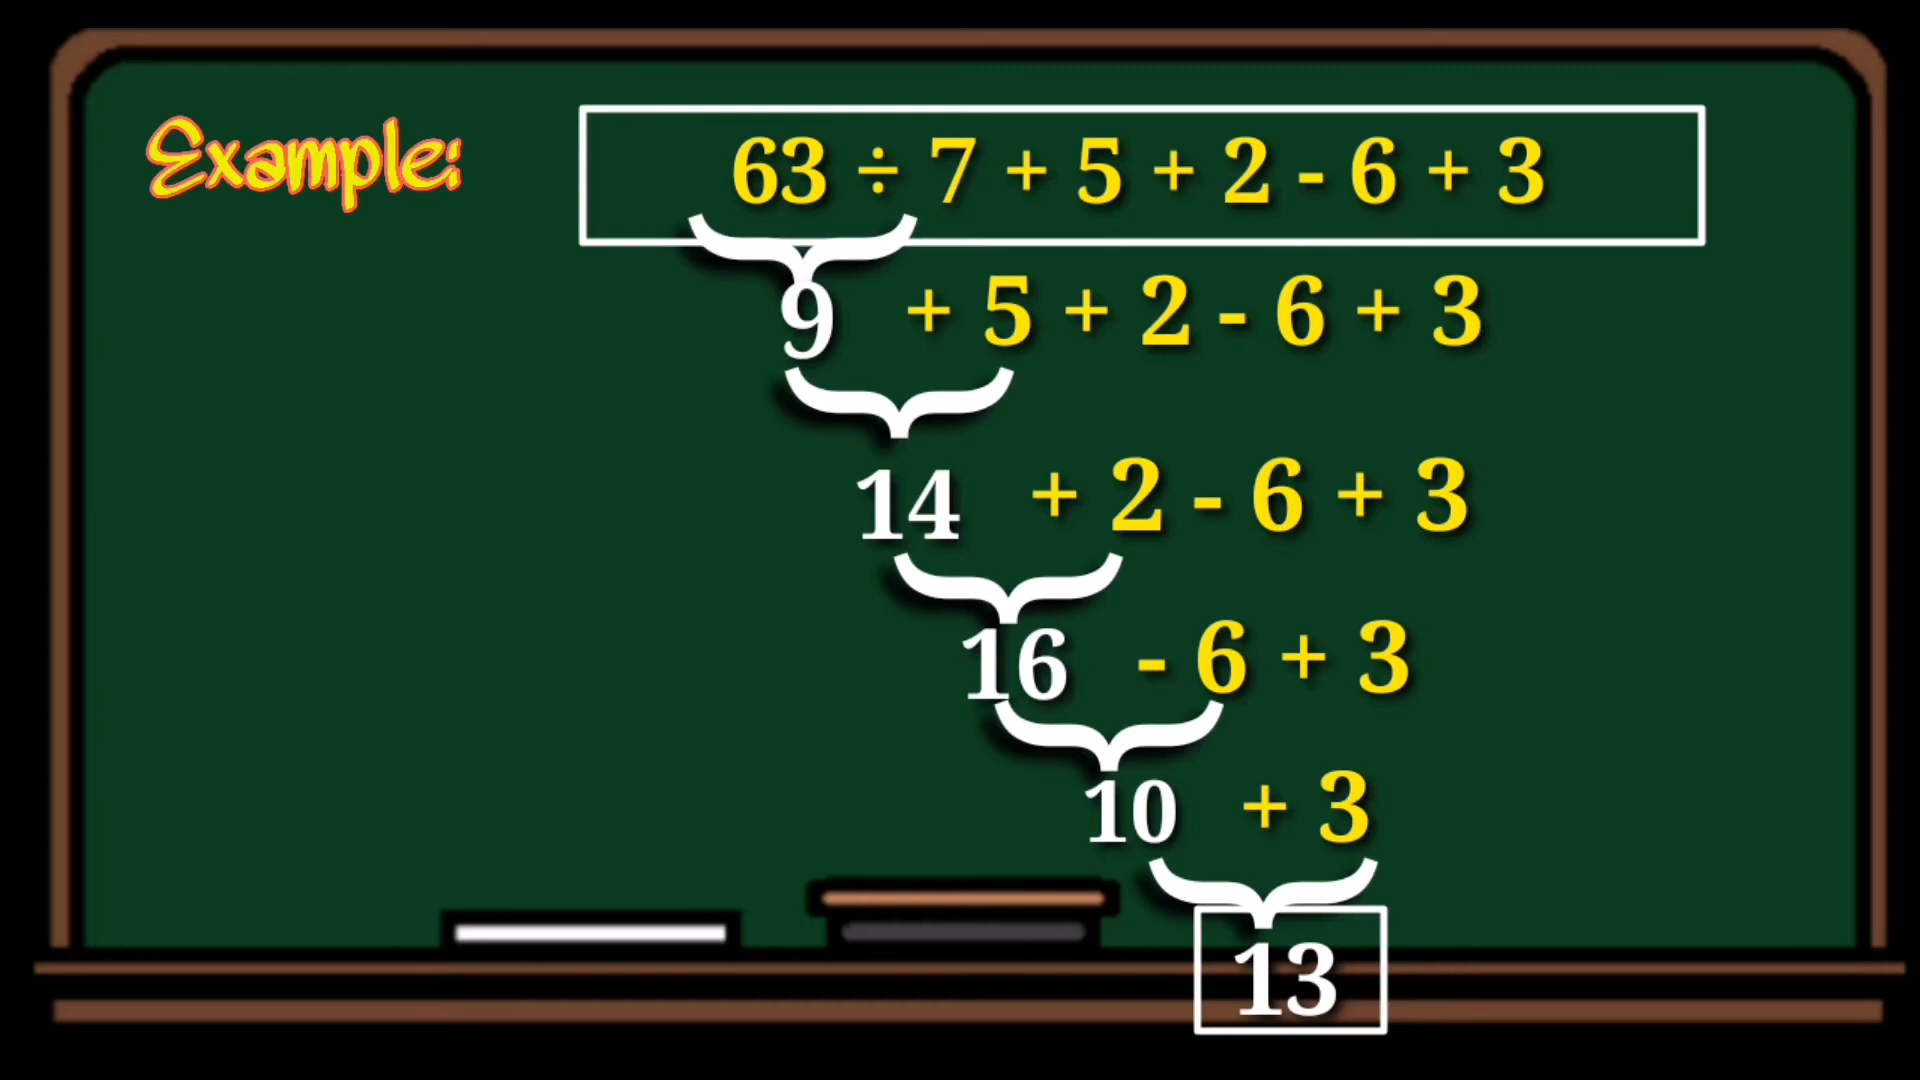 Example:
63 ÷ 7 + 5 + 2 - 6 + 3
9 + 5 + 2 - 6 + 3
14 + 2 - 6 + 3
16 - 6 + 3
10 + 3
13